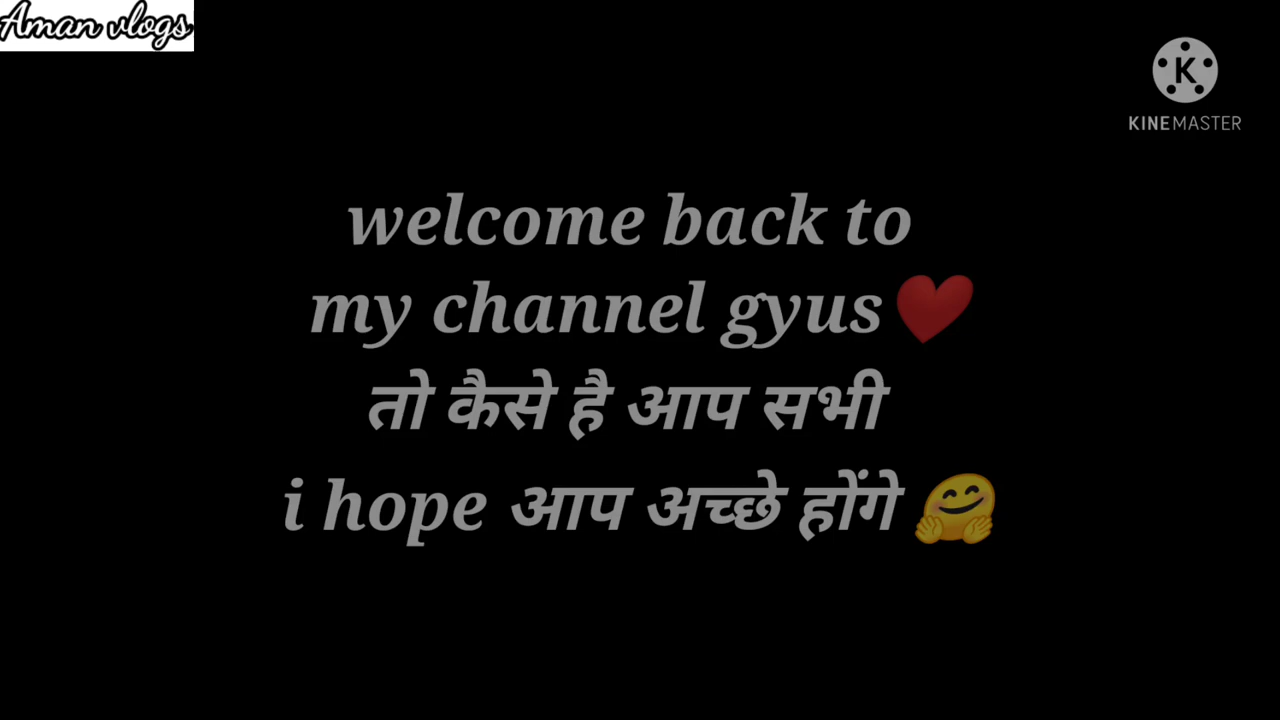 Aman vlogs
KINEMASTER
welcome back to
my channel gyus ❤️
तो कैसे है आप सभी
i hope आप अच्छे होंगे 🤗